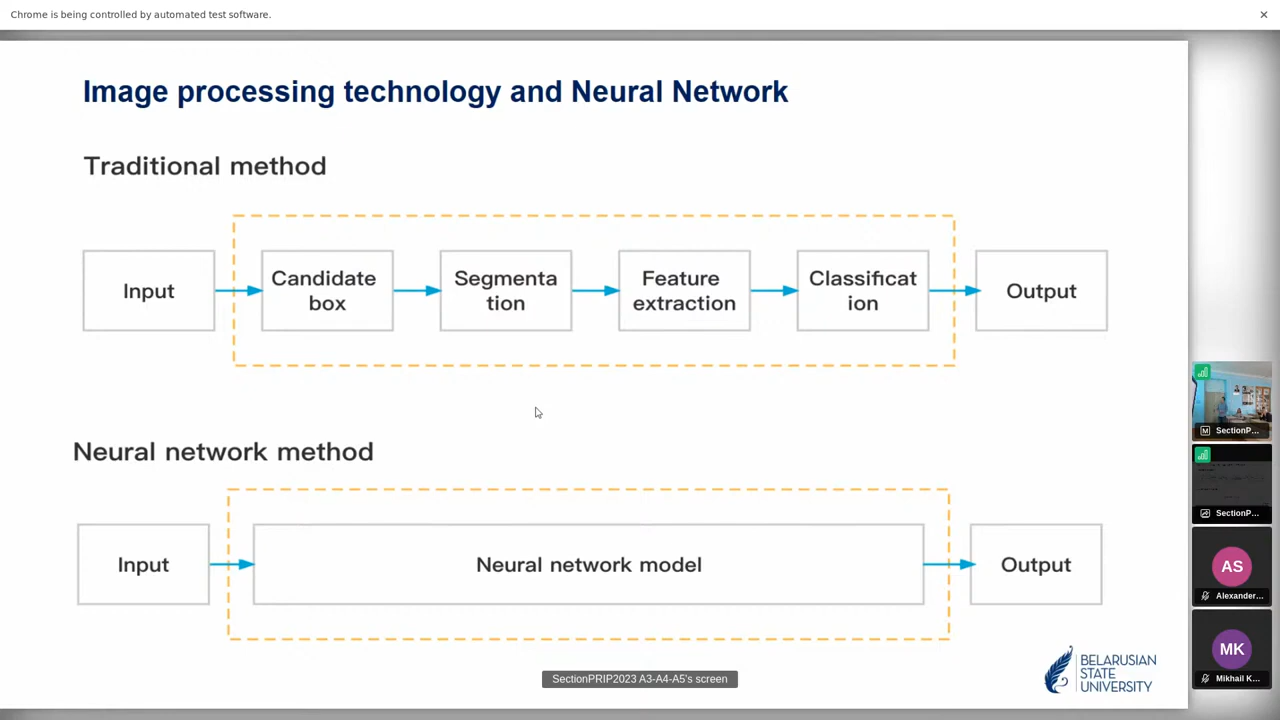 Chrome is being controlled by automated test software.
Image processing technology and Neural Network
Traditional method
Input
Candidate
box
Segmenta
tion
Feature
extraction
Classificat
ion
Output
Neural network method
Input
Neural network model
Output
BELARUSIAN
STATE
UNIVERSITY
SectionPRIP2023 A3-A4-A5's screen
M SectionP...
SectionP...
AS
Alexander...
MK
Mikhail K...